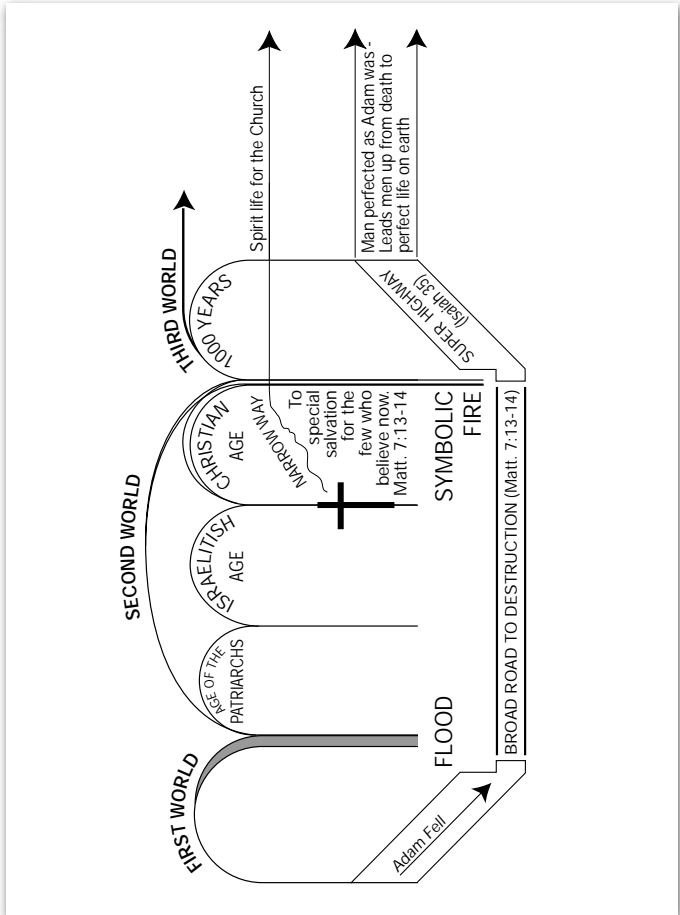 FIRST WORLD
SECOND WORLD
THIRD WORLD
AGE OF THE
PATRIARCHS
ISRAELITISH
AGE
CHRISTIAN
AGE
1000 YEARS
NARROW WAY
To
special
salvation
for the
few who
believe now.
Matt. 7:13-14
Spirit life for the Church
Man perfected as Adam was -
Leads men up from death to
perfect life on earth
SUPER HIGHWAY
(Isaiah 35)
FLOOD
SYMBOLIC
FIRE
Adam Fell
BROAD ROAD TO DESTRUCTION (Matt. 7:13-14)